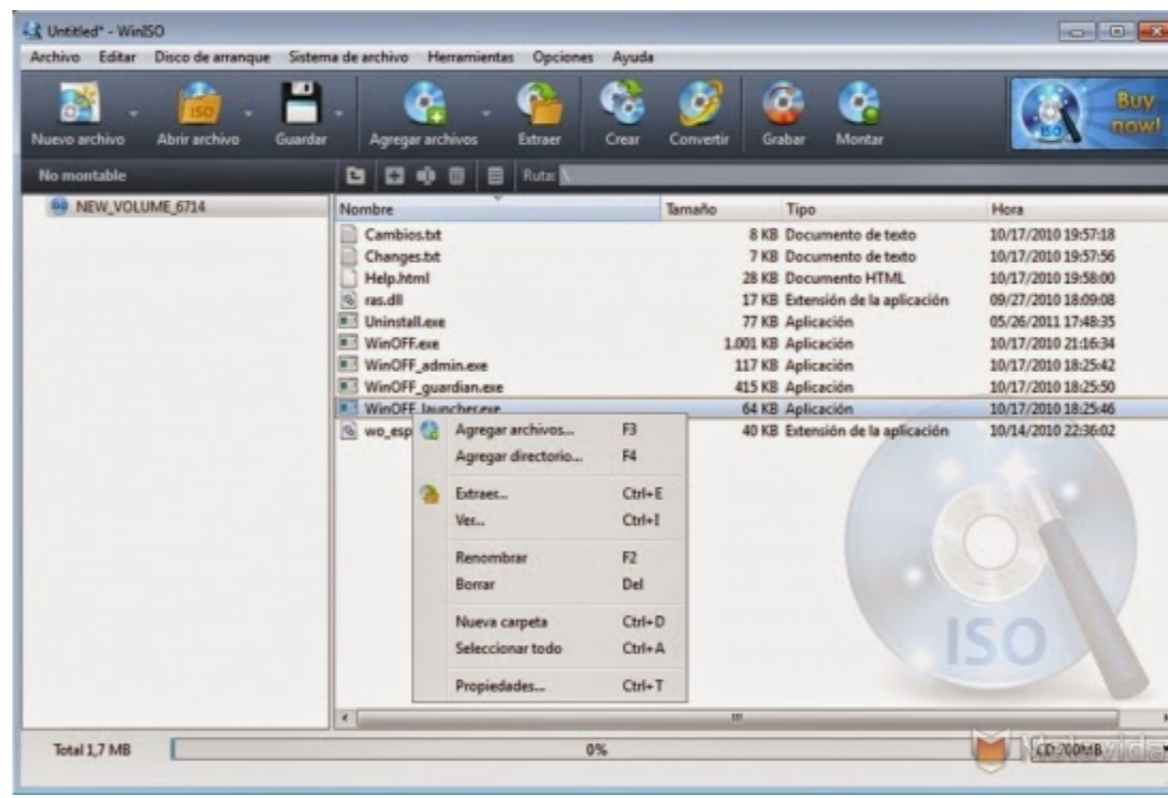 Untitled* - WinISO
Archivo Editar Disco de arranque Sistema de archivo Herramientas Opciones Ayuda
ISO
Nuevo archivo Abrir archivo Guardar Agregar archivos Extraer Crear Convertir Grabar Montar
ISO
Buy now!
No montable Ruta: \
ISO NEW_VOLUME_6714
Nombre Tamaño Tipo Hora
Cambios.txt 8 KB Documento de texto 10/17/2010 19:57:18
Changes.txt 7 KB Documento de texto 10/17/2010 19:57:56
Help.html 28 KB Documento HTML 10/17/2010 19:58:00
ras.dll 17 KB Extensión de la aplicación 09/27/2010 18:09:08
Uninstall.exe 77 KB Aplicación 05/26/2011 17:48:35
WinOFF.exe 1.001 KB Aplicación 10/17/2010 21:16:34
WinOFF_admin.exe 117 KB Aplicación 10/17/2010 18:25:42
WinOFF_guardian.exe 415 KB Aplicación 10/17/2010 18:25:50
WinOFF_launcher.exe 64 KB Aplicación 10/17/2010 18:25:46
wo_esp 40 KB Extensión de la aplicación 10/14/2010 22:36:02
Agregar archivos... F3
Agregar directorio... F4
Extraer... Ctrl+E
Ver... Ctrl+I
Renombrar F2
Borrar Del
Nueva carpeta Ctrl+D
Seleccionar todo Ctrl+A
Propiedades... Ctrl+T
ISO
Total 1,7 MB 0% CD:700MB
Malavida